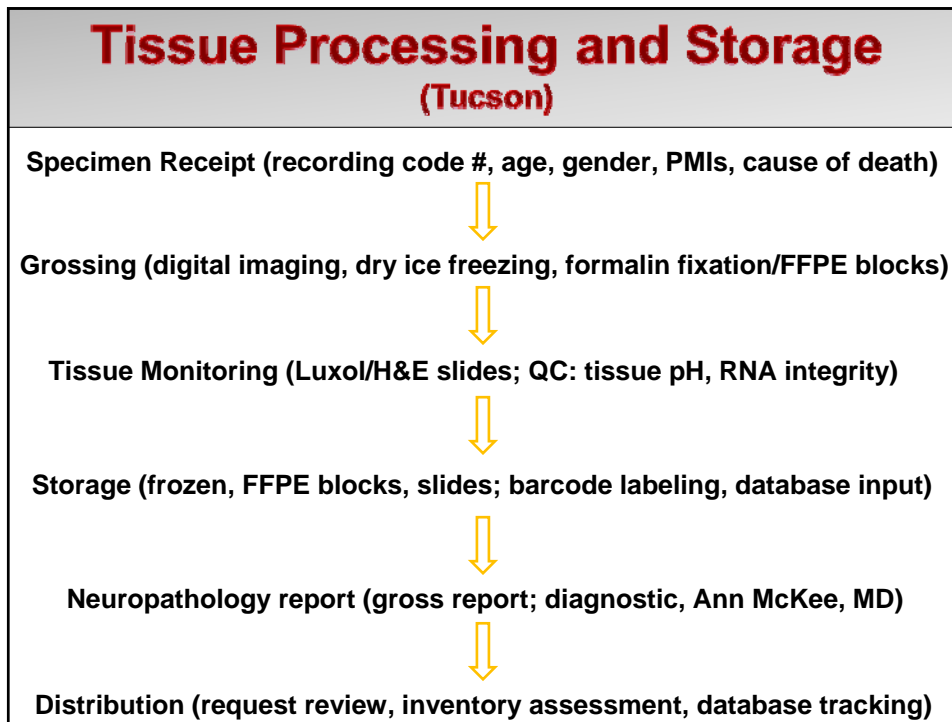 Tissue Processing and Storage
(Tucson)
Specimen Receipt (recording code #, age, gender, PMIs, cause of death)
Grossing (digital imaging, dry ice freezing, formalin fixation/FFPE blocks)
Tissue Monitoring (Luxol/H&E slides; QC: tissue pH, RNA integrity)
Storage (frozen, FFPE blocks, slides; barcode labeling, database input)
Neuropathology report (gross report; diagnostic, Ann McKee, MD)
Distribution (request review, inventory assessment, database tracking)